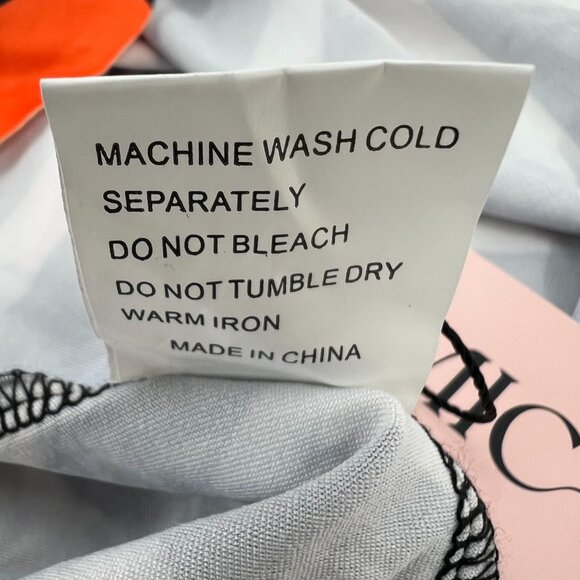 MACHINE WASH COLD
SEPARATELY
DO NOT BLEACH
DO NOT TUMBLE DRY
WARM IRON
MADE IN CHINA